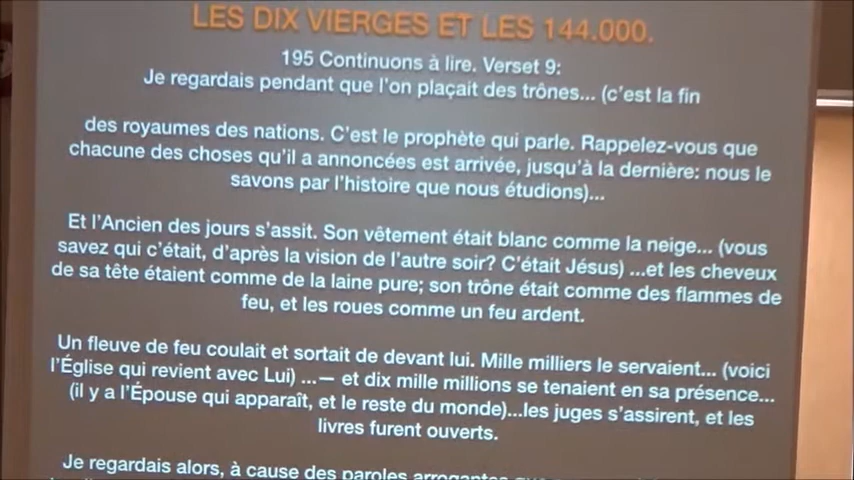 LES DIX VIERGES ET LES 144.000.
195 Continuons à lire. Verset 9:
Je regardais pendant que l'on plaçait des trônes... (c'est la fin
des royaumes des nations. C'est le prophète qui parle. Rappelez-vous que
chacune des choses qu'il a annoncées est arrivée, jusqu'à la dernière: nous le
savons par l'histoire que nous étudions)...
Et l'Ancien des jours s'assit. Son vêtement était blanc comme la neige... (vous
savez qui c'était, d'après la vision de l'autre soir? C'était Jésus) ...et les cheveux
de sa tête étaient comme de la laine pure; son trône était comme des flammes de
feu, et les roues comme un feu ardent.
Un fleuve de feu coulait et sortait de devant lui. Mille milliers le servaient... (voici
l'Église qui revient avec Lui) ...— et dix mille millions se tenaient en sa présence...
(il y a l'Épouse qui apparaît, et le reste du monde)...les juges s'assirent, et les
livres furent ouverts.
Je regardais alors, à cause des paroles arrogantes